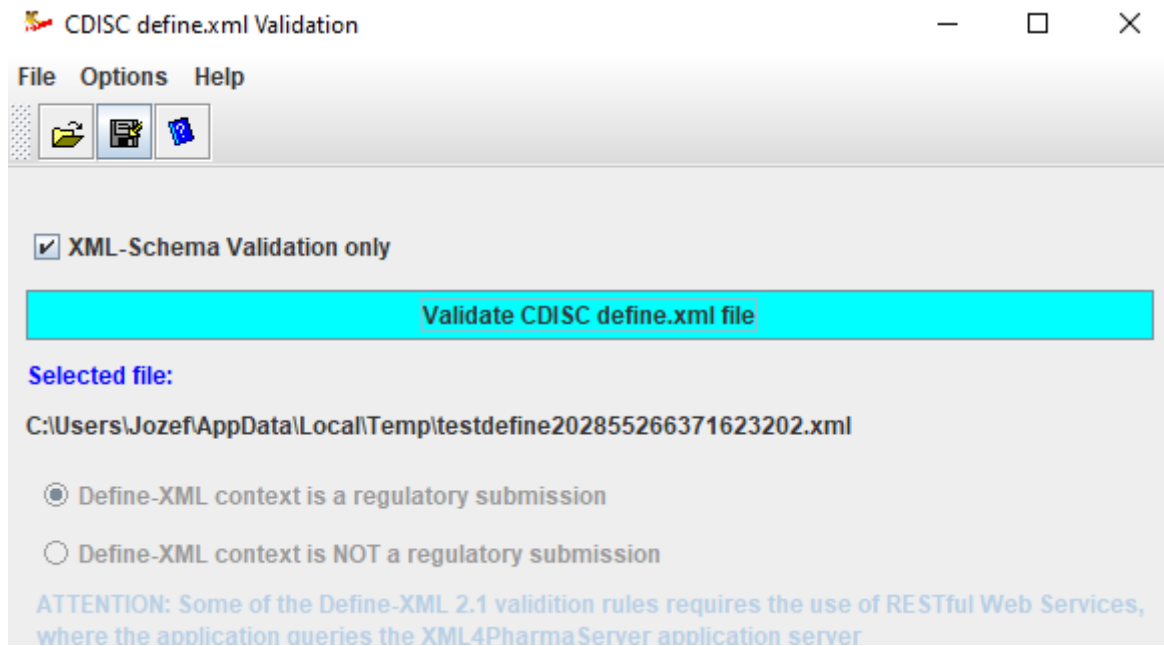 CDISC define.xml Validation
File Options Help
XML-Schema Validation only
Validate CDISC define.xml file
Selected file:
C:\Users\Jozef\AppData\Local\Temp\testdefine202855266371623202.xml
Define-XML context is a regulatory submission
Define-XML context is NOT a regulatory submission
ATTENTION: Some of the Define-XML 2.1 validition rules requires the use of RESTful Web Services,
where the application queries the XML4PharmaServer application server